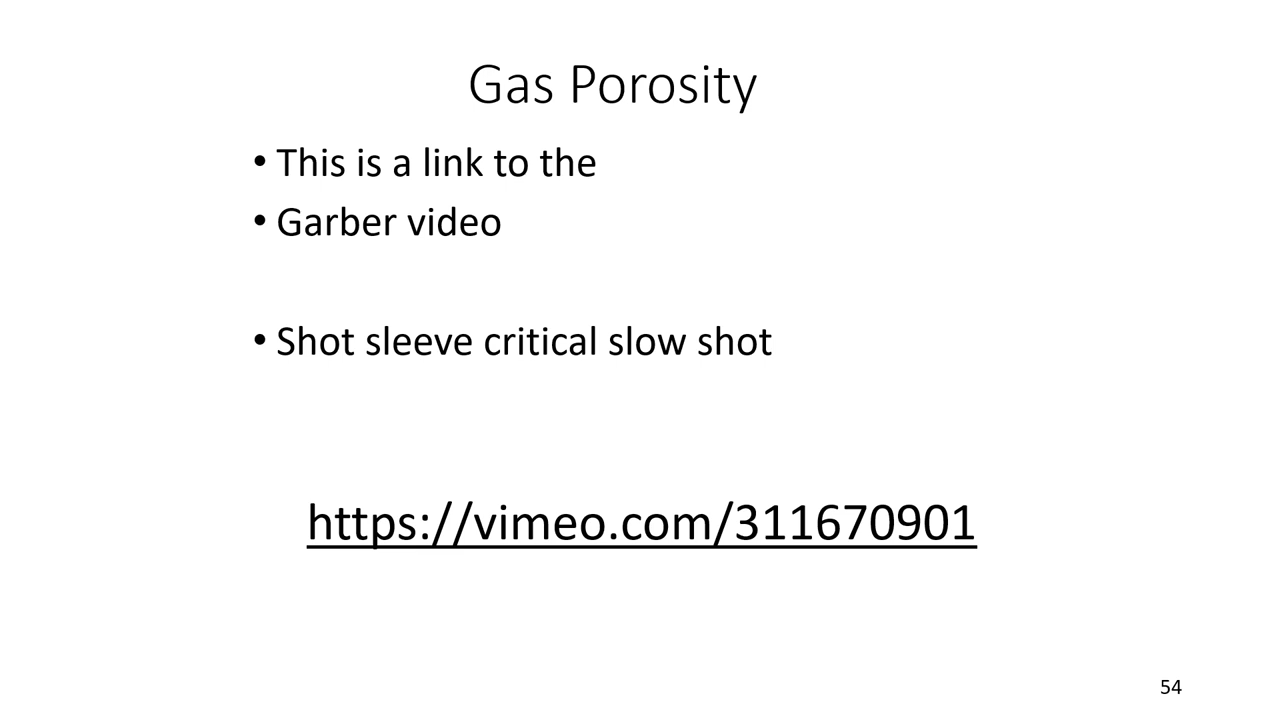 Gas Porosity
• This is a link to the
• Garber video
• Shot sleeve critical slow shot
https://vimeo.com/311670901
54